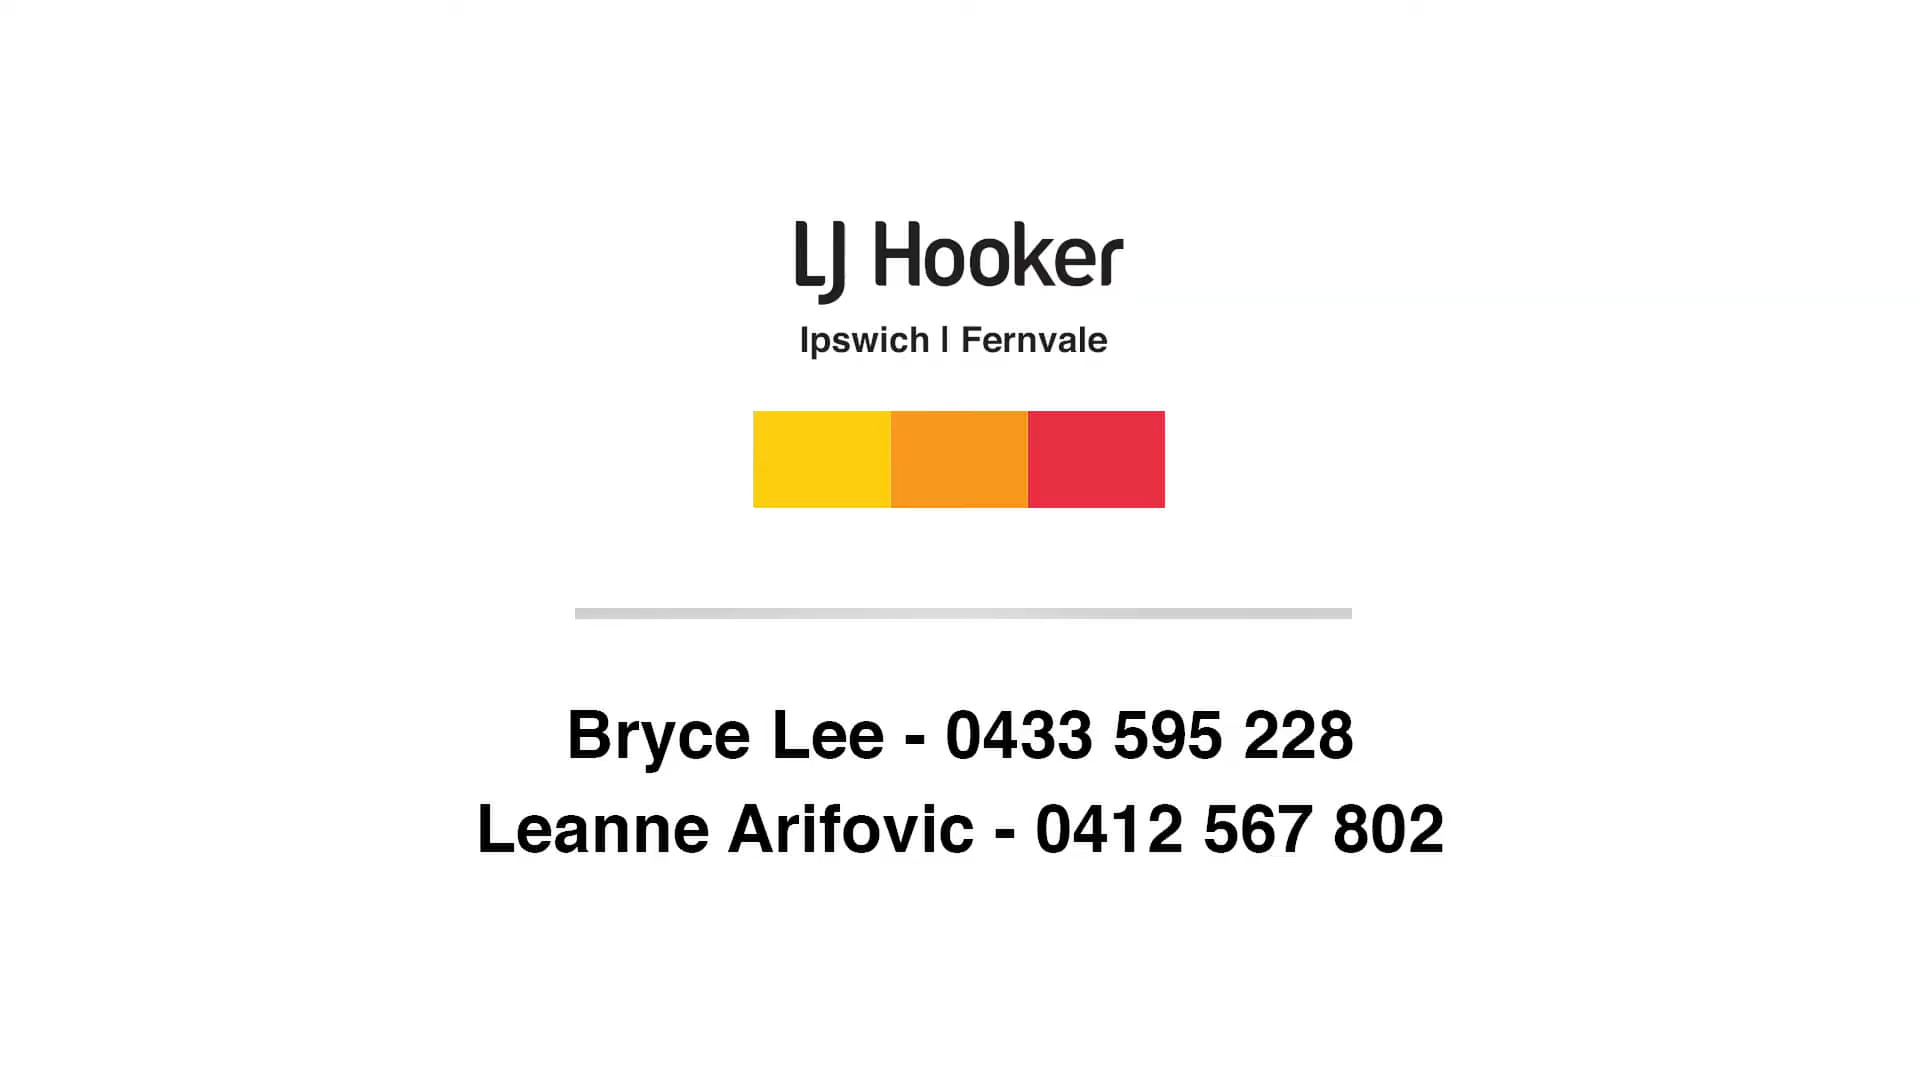 LJ Hooker
Ipswich | Fernvale
Bryce Lee - 0433 595 228
Leanne Arifovic - 0412 567 802